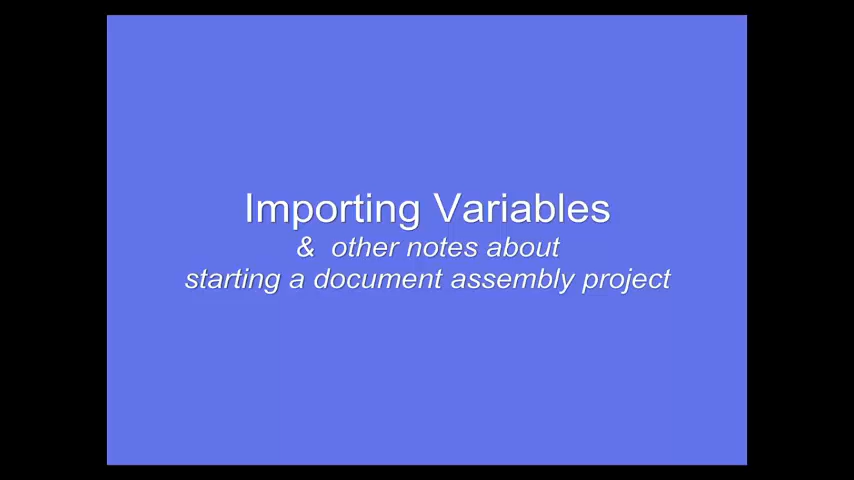 Importing Variables
& other notes about
starting a document assembly project